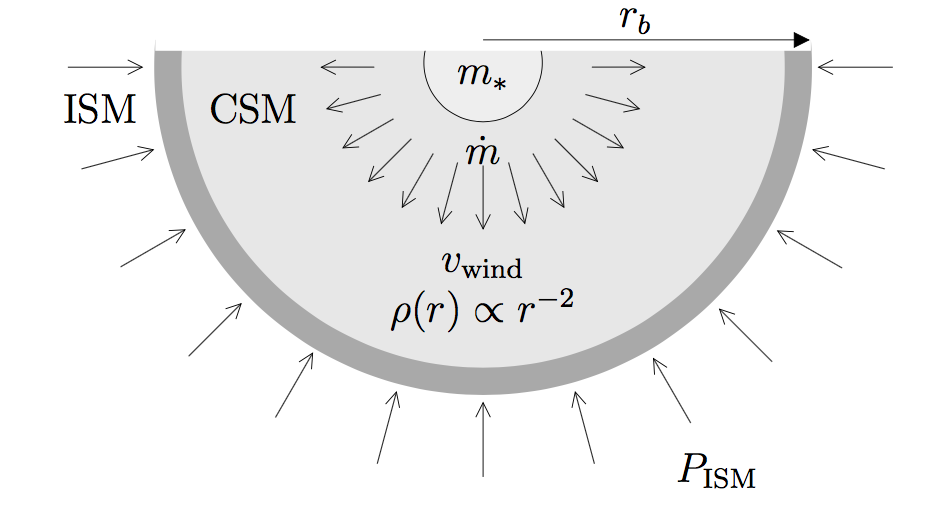 r_b
m_*
ISM
CSM
ṁ
v_wind
ρ(r) ∝ r⁻²
P_ISM